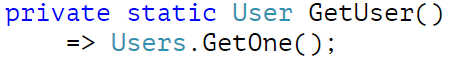 private static User GetUser()
    => Users.GetOne();